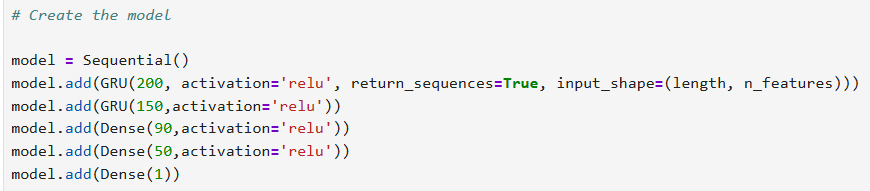 # Create the model
model = Sequential()
model.add(GRU(200, activation='relu', return_sequences=True, input_shape=(length, n_features)))
model.add(GRU(150,activation='relu'))
model.add(Dense(90,activation='relu'))
model.add(Dense(50,activation='relu'))
model.add(Dense(1))